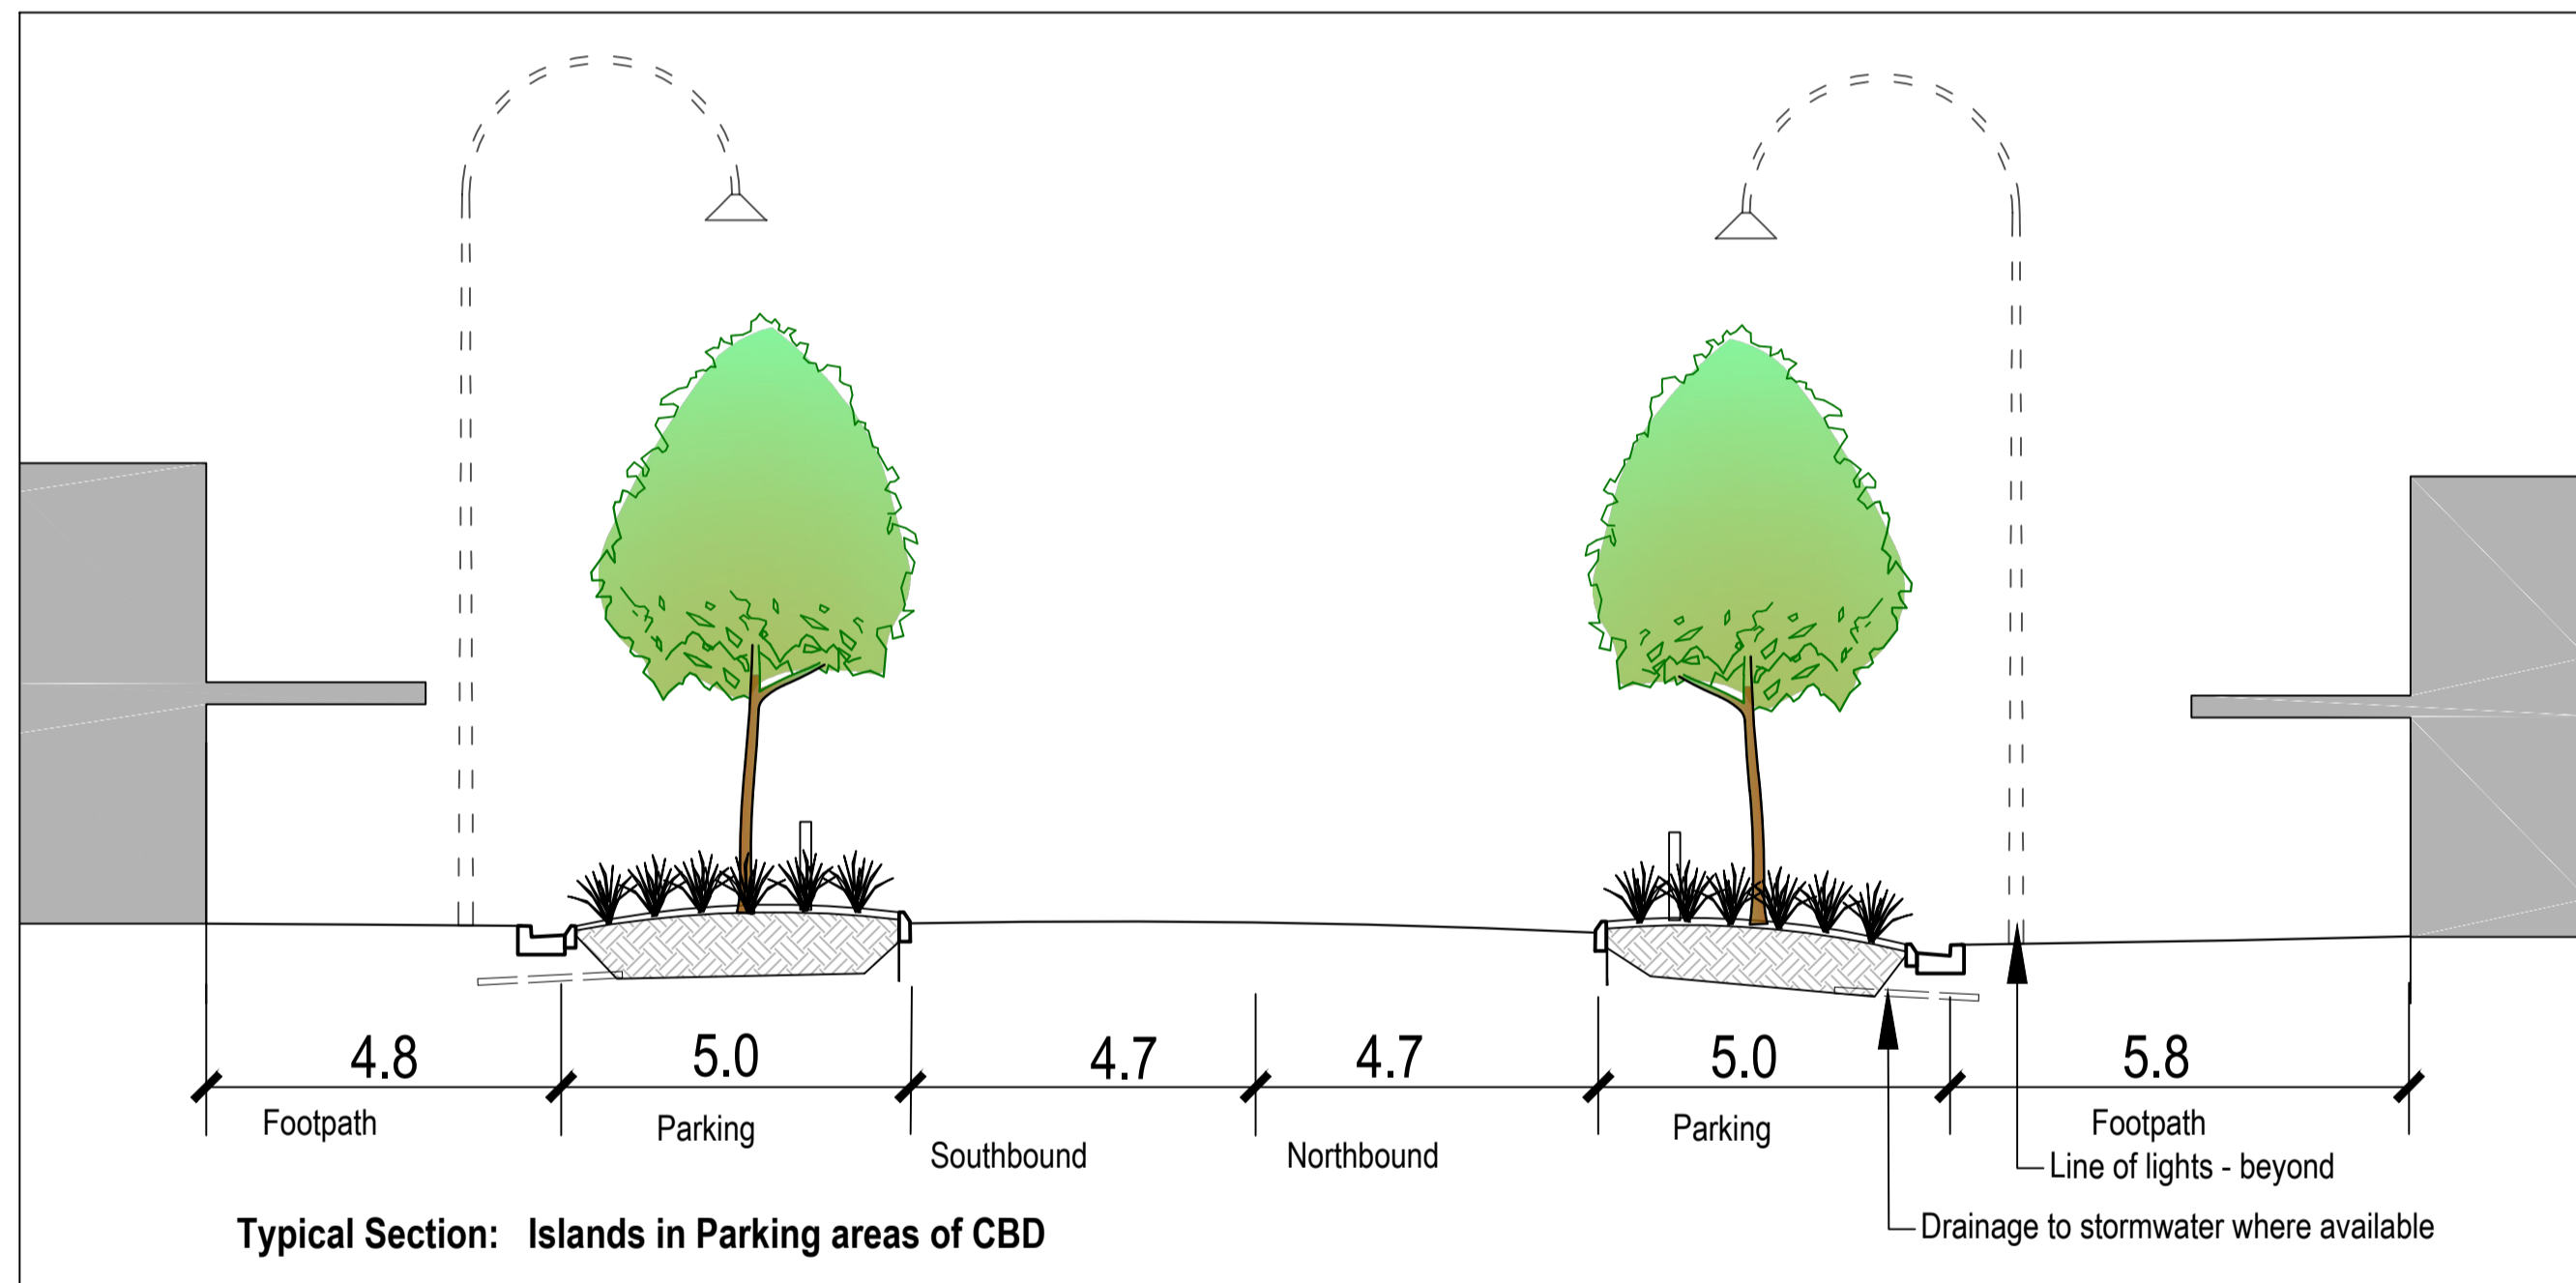 4.8 5.0 4.7 4.7 5.0 5.8
Footpath Parking Southbound Northbound Parking Footpath
Line of lights - beyond
Drainage to stormwater where available
Typical Section: Islands in Parking areas of CBD